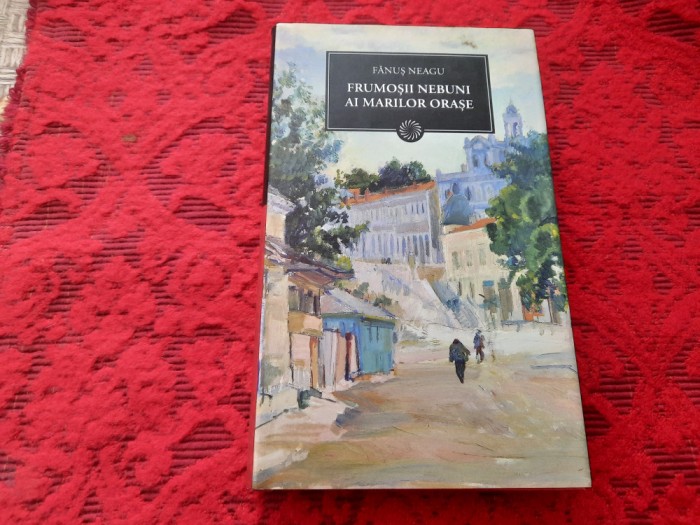 FĂNUȘ NEAGU
FRUMOȘII NEBUNI
AI MARILOR ORAȘE